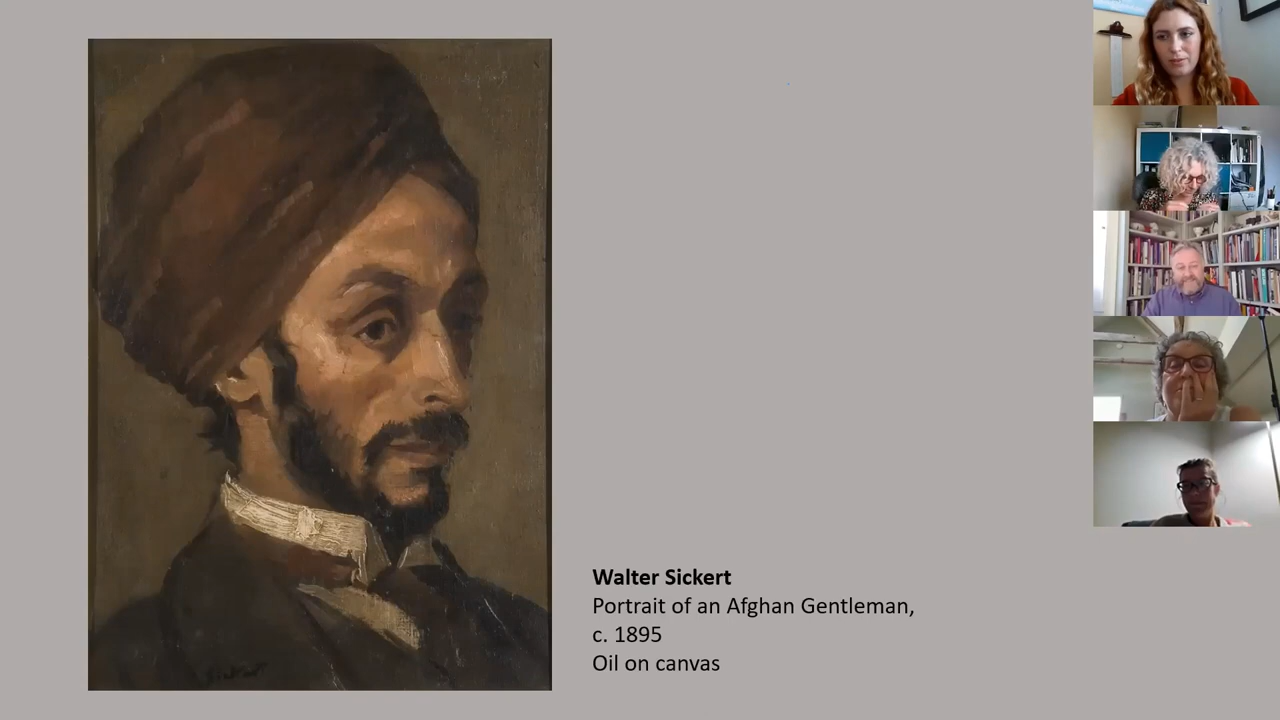 Walter Sickert
Portrait of an Afghan Gentleman,
c. 1895
Oil on canvas